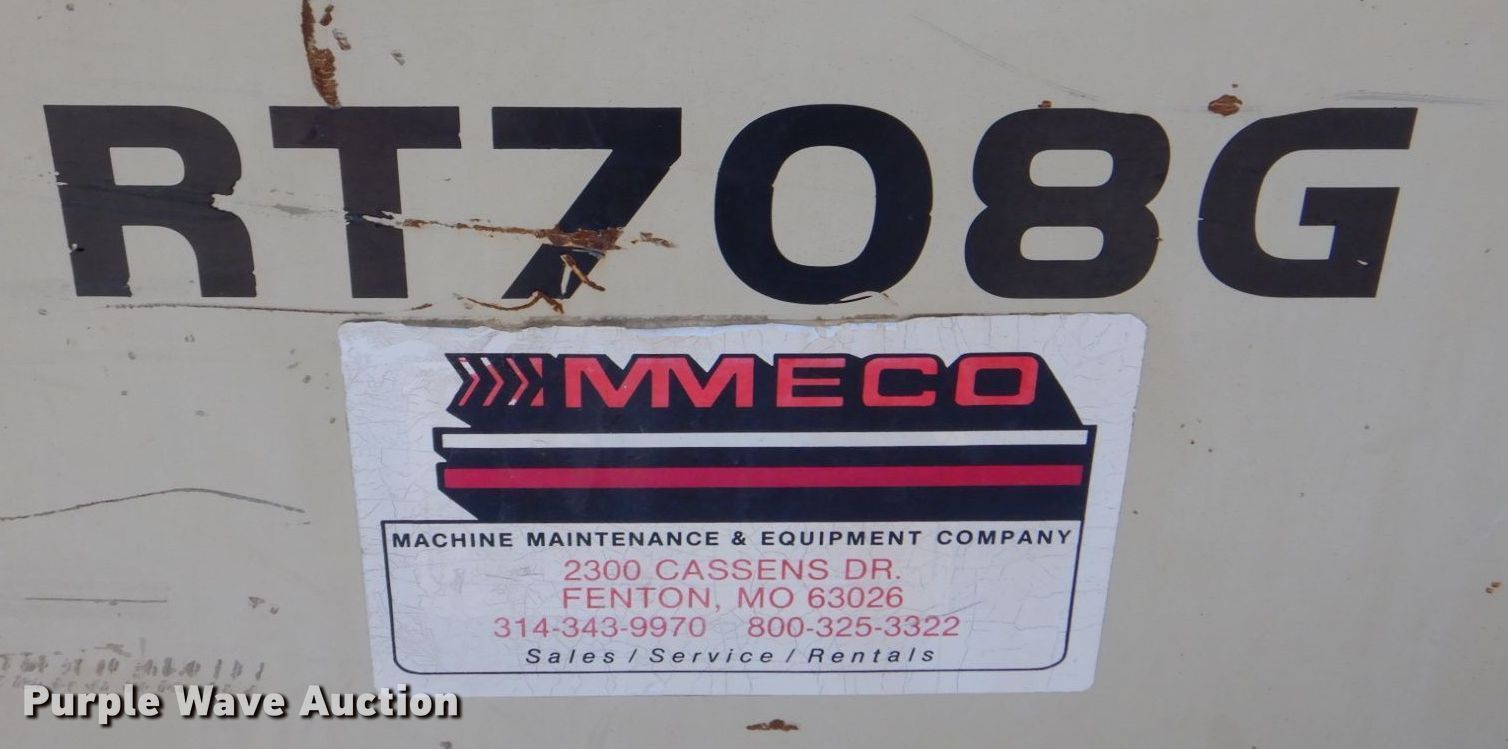 RT708G
MMECO
MACHINE MAINTENANCE & EQUIPMENT COMPANY
2300 CASSENS DR.
FENTON, MO 63026
314-343-9970 800-325-3322
Sales / Service / Rentals
Purple Wave Auction